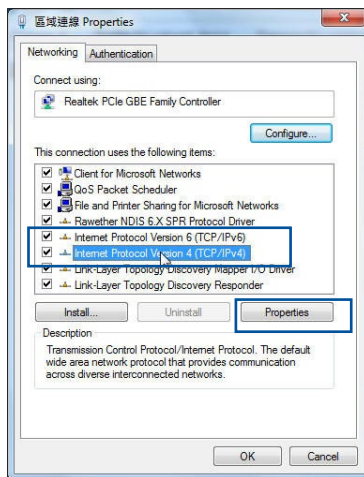 區域連線 Properties
Networking
Authentication
Connect using:
Realtek PCIe GBE Family Controller
Configure...
This connection uses the following items:
Client for Microsoft Networks
QoS Packet Scheduler
File and Printer Sharing for Microsoft Networks
Rawether NDIS 6.X SPR Protocol Driver
Internet Protocol Version 6 (TCP/IPv6)
Internet Protocol Version 4 (TCP/IPv4)
Link-Layer Topology Discovery Mapper I/O Driver
Link-Layer Topology Discovery Responder
Install...
Uninstall
Properties
Description
Transmission Control Protocol/Internet Protocol. The default
wide area network protocol that provides communication
across diverse interconnected networks.
OK
Cancel